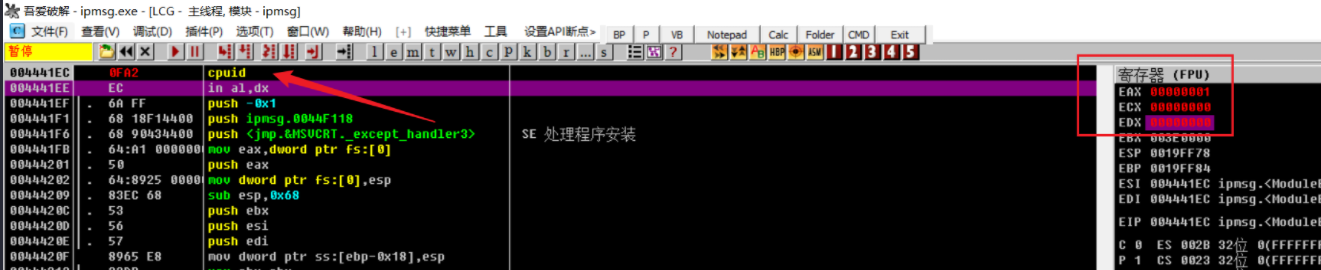 吾爱破解 - ipmsg.exe - [LCG - 主线程, 模块 - ipmsg]
C 文件(F) 查看(V) 调试(D) 插件(P) 选项(T) 窗口(W) 帮助(H) [+] 快捷菜单 工具 设置API断点> BP P VB Notepad Calc Folder CMD Exit
暂停 l e m t w h c p k b r ... s ? HBP ASM 1 2 3 4 5
004441EC 0FA2 cpuid
004441EE EC in al,dx
004441EF . 6A FF push -0x1
004441F1 . 68 18F14400 push ipmsg.0044F118
004441F6 . 68 90434400 push <jmp.&MSVCRT._except_handler3> SE 处理程序安装
004441FB . 64:A1 000000 mov eax,dword ptr fs:[0]
00444201 . 50 push eax
00444202 . 64:8925 0000 mov dword ptr fs:[0],esp
00444209 . 83EC 68 sub esp,0x68
0044420C . 53 push ebx
0044420D . 56 push esi
0044420E . 57 push edi
0044420F . 8965 E8 mov dword ptr ss:[ebp-0x18],esp
寄存器 (FPU)
EAX 00000001
ECX 00000000
EDX 00000000
EBX 003E0000
ESP 0019FF78
EBP 0019FF84
ESI 004441EC ipmsg.<ModuleE
EDI 004441EC ipmsg.<ModuleE
EIP 004441EC ipmsg.<ModuleE
C 0 ES 002B 32位 0(FFFFFFF
P 1 CS 0023 32位 0(FFFFFFF